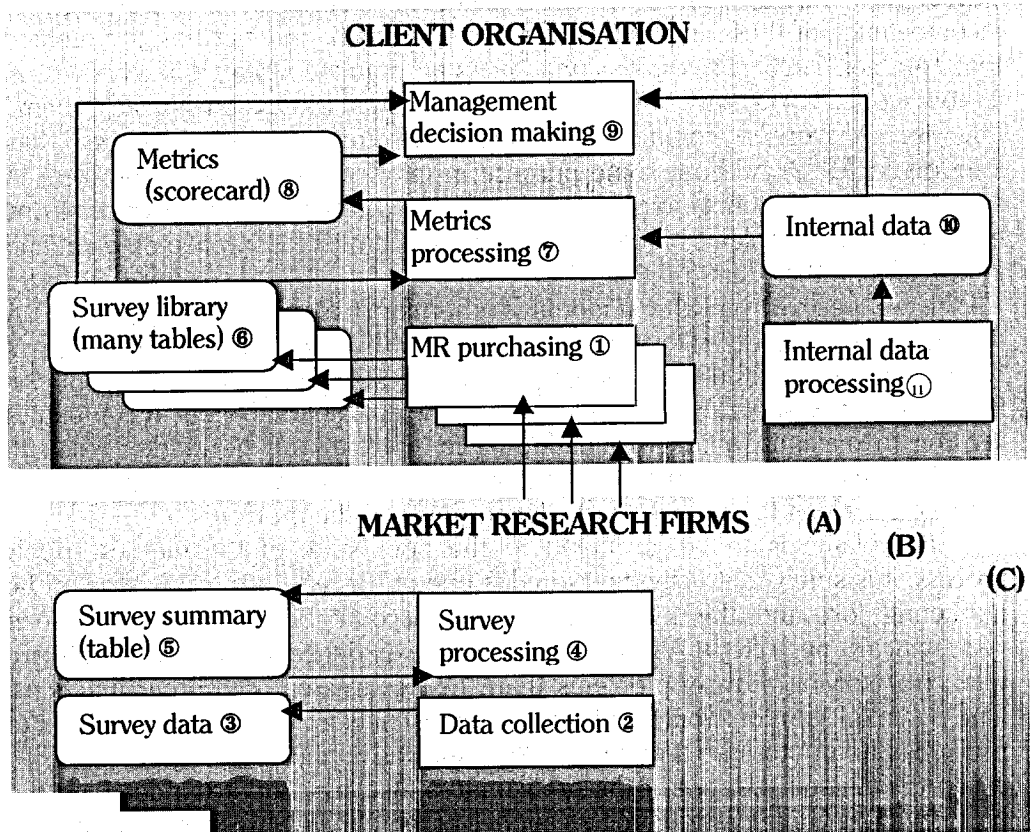 CLIENT ORGANISATION
Management
decision making ⑨
Metrics
(scorecard) ⑧
Metrics
processing ⑦
Internal data ⑩
Survey library
(many tables) ⑥
MR purchasing ①
Internal data
processing ⑪
MARKET RESEARCH FIRMS (A)
(B)
(C)
Survey summary
(table) ⑤
Survey
processing ④
Survey data ③
Data collection ②